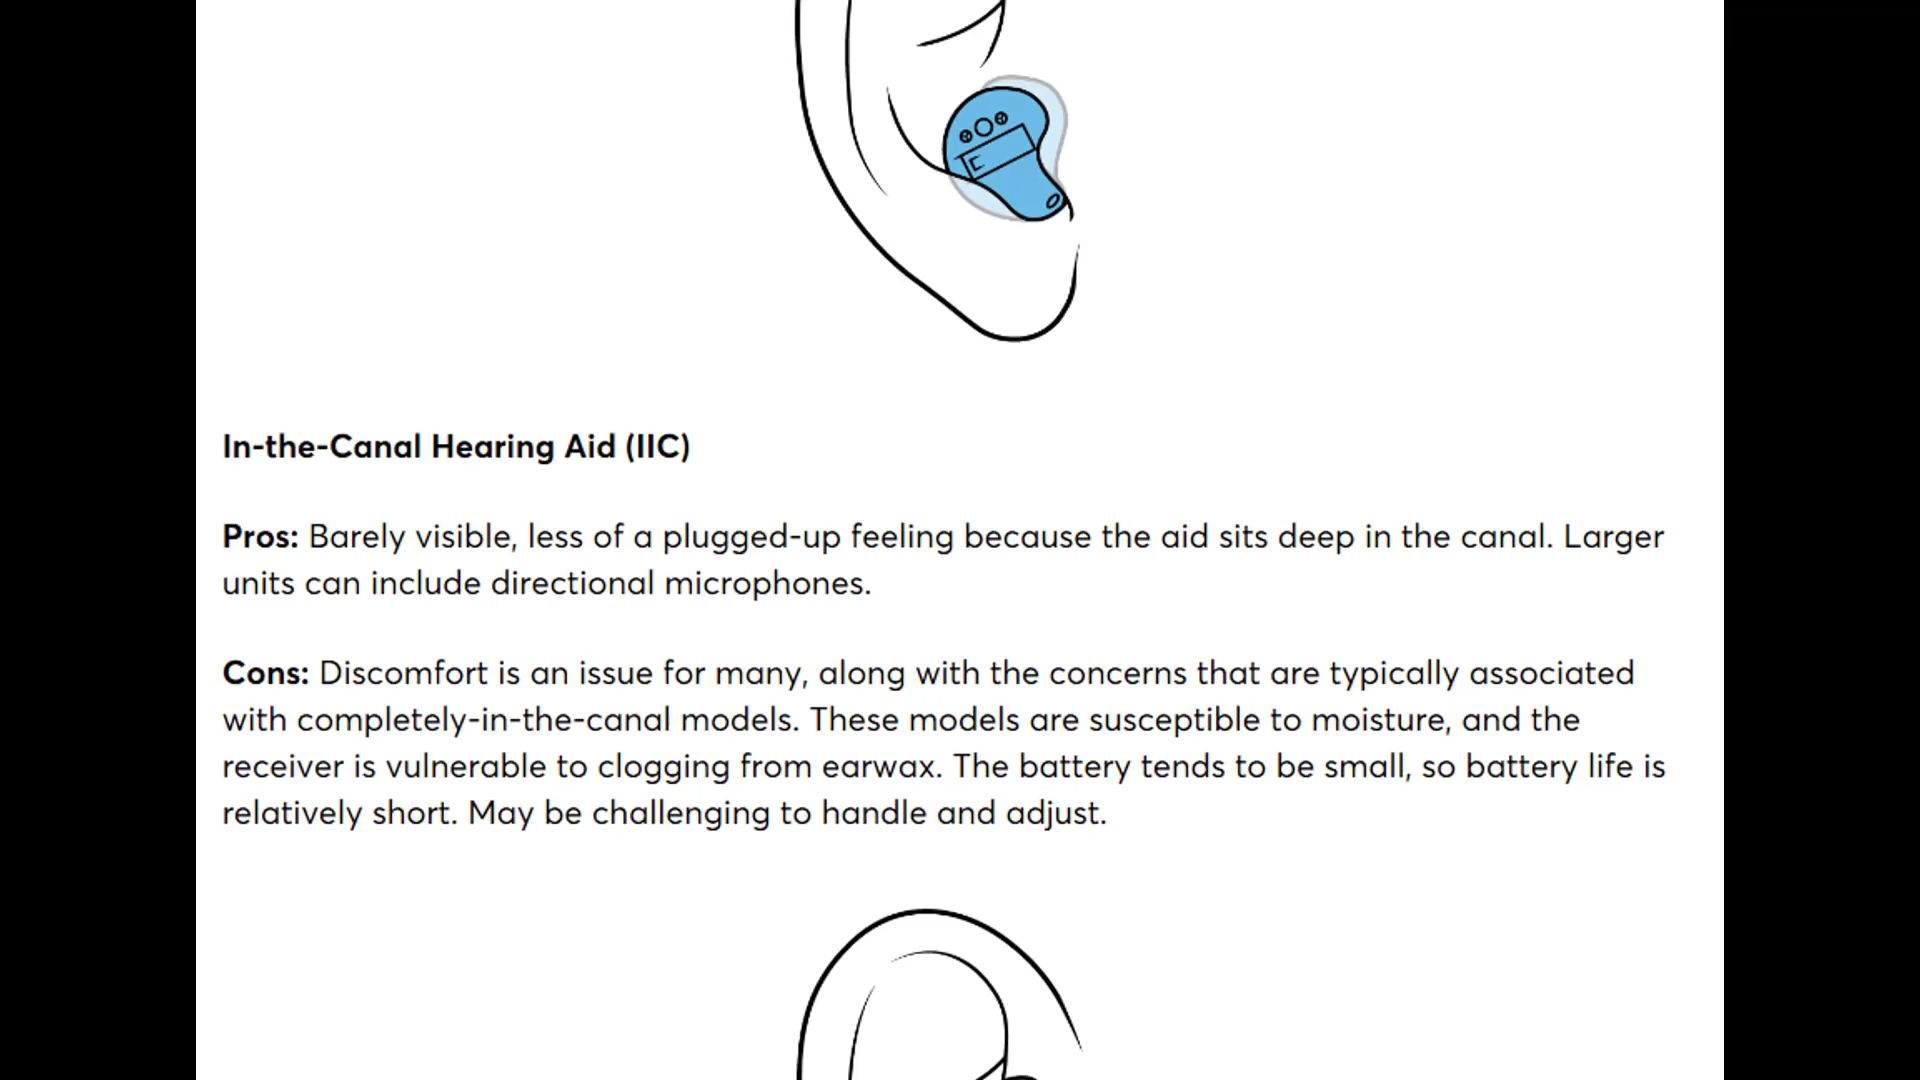 In-the-Canal Hearing Aid (IIC)
Pros: Barely visible, less of a plugged-up feeling because the aid sits deep in the canal. Larger
units can include directional microphones.
Cons: Discomfort is an issue for many, along with the concerns that are typically associated
with completely-in-the-canal models. These models are susceptible to moisture, and the
receiver is vulnerable to clogging from earwax. The battery tends to be small, so battery life is
relatively short. May be challenging to handle and adjust.